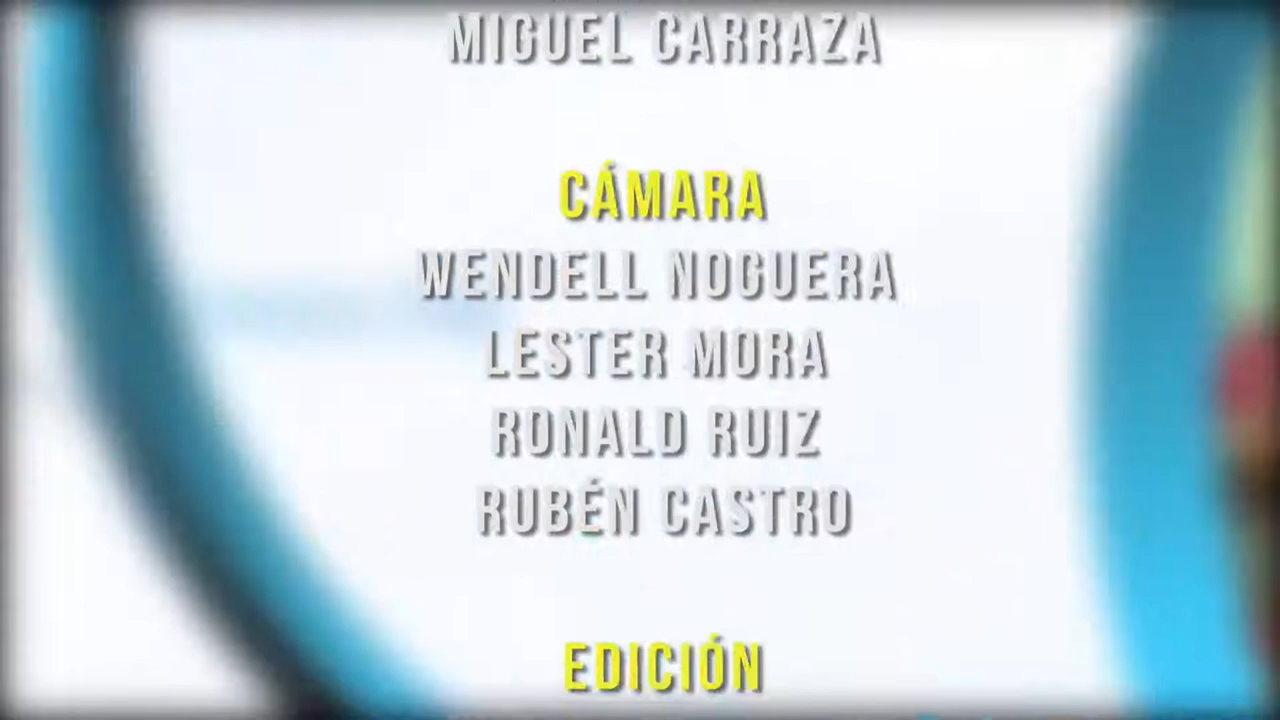 MIGUEL CARRAZA
CÁMARA
WENDELL NOGUERA
LESTER MORA
RONALD RUIZ
RUBÉN CASTRO
EDICIÓN